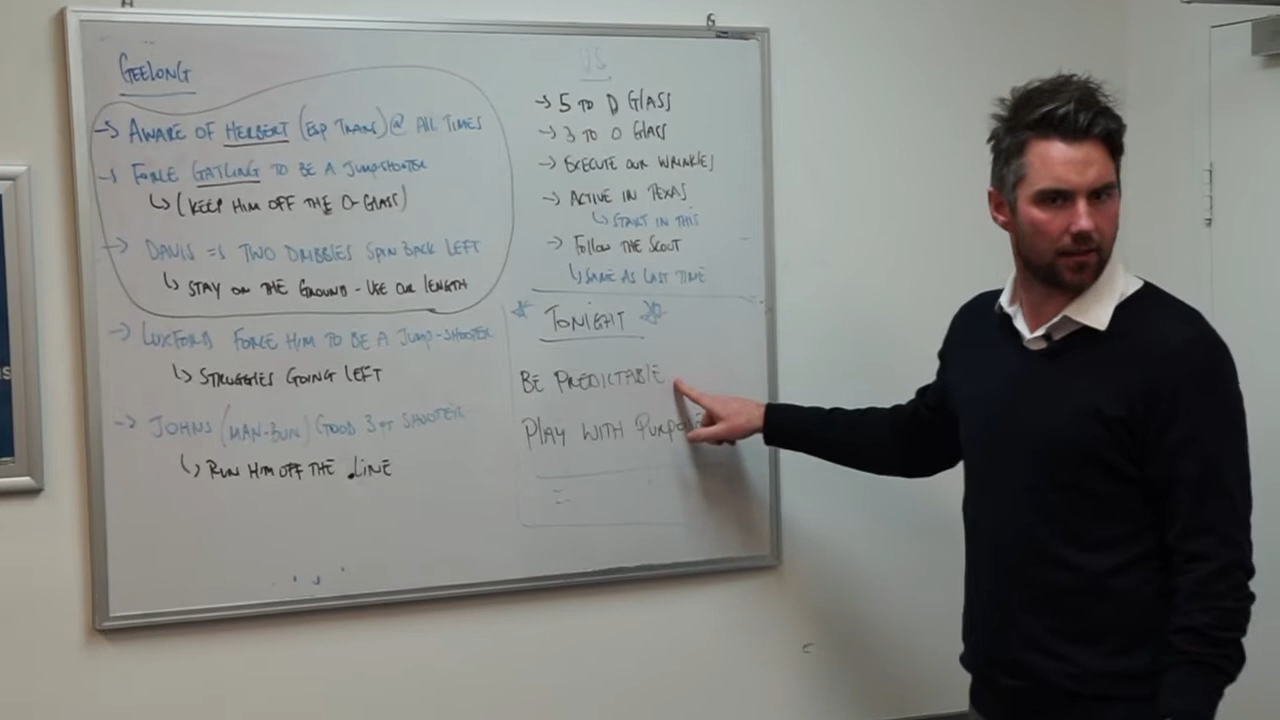 GEELONG
→ AWARE OF HERBERT (ESP TRANS) @ ALL TIMES
→ FORCE GATLING TO BE A JUMP-SHOOTER
↳ (KEEP HIM OFF THE O-GLASS)
→ DAVIS => TWO DRIBBLES SPIN BACK LEFT
↳ STAY ON THE GROUND - USE OUR LENGTH
→ LUXFORD FORCE HIM TO BE A JUMP-SHOOTER
↳ STRUGGLES GOING LEFT
→ JOHNS (MAN-BUN) GOOD 3PT SHOOTER
↳ RUN HIM OFF THE LINE
US
→ 5 TO D GLASS
→ 3 TO O GLASS
→ EXECUTE OUR WRINKLES
→ ACTIVE IN TEXAS
↳ START IN THIS
→ FOLLOW THE SCOUT
↳ SAME AS LAST TIME
TONIGHT
BE PREDICTABLE
PLAY WITH PURPOSE